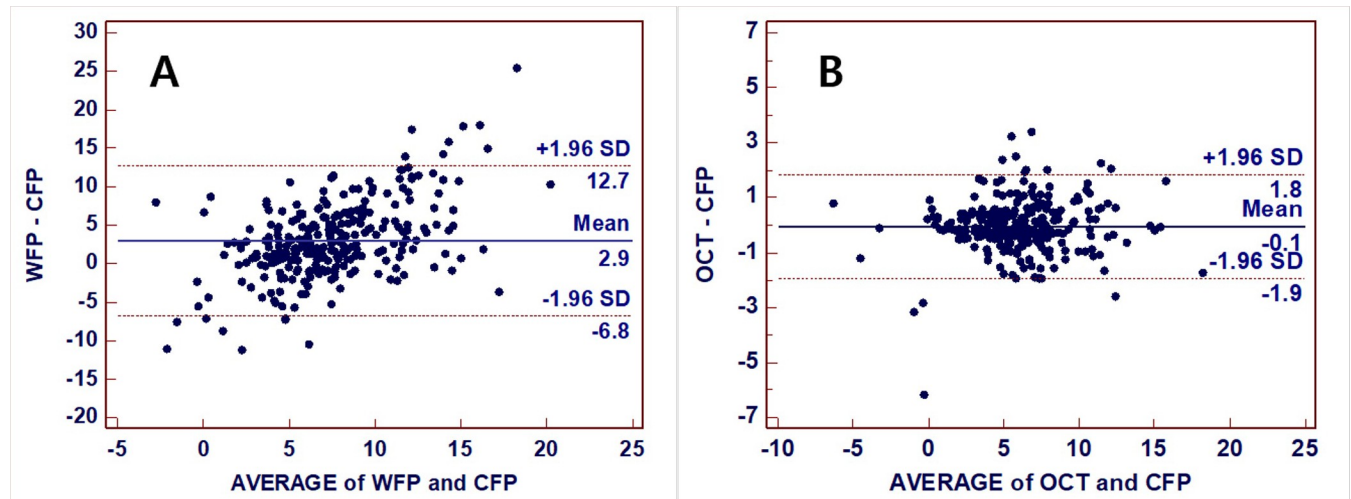 A
30
25
20
15
10
5
0
-5
-10
-15
-20
WFP - CFP
+1.96 SD
12.7
Mean
2.9
-1.96 SD
-6.8
-5 0 5 10 15 20 25
AVERAGE of WFP and CFP
B
7
5
3
1
-1
-3
-5
-7
OCT - CFP
+1.96 SD
1.8
Mean
-0.1
-1.96 SD
-1.9
-10 -5 0 5 10 15 20 25
AVERAGE of OCT and CFP